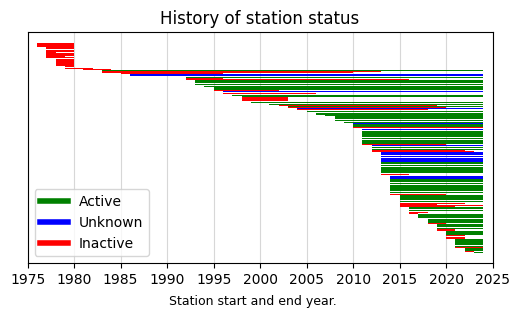 History of station status
Active
Unknown
Inactive
1975 1980 1985 1990 1995 2000 2005 2010 2015 2020 2025
Station start and end year.